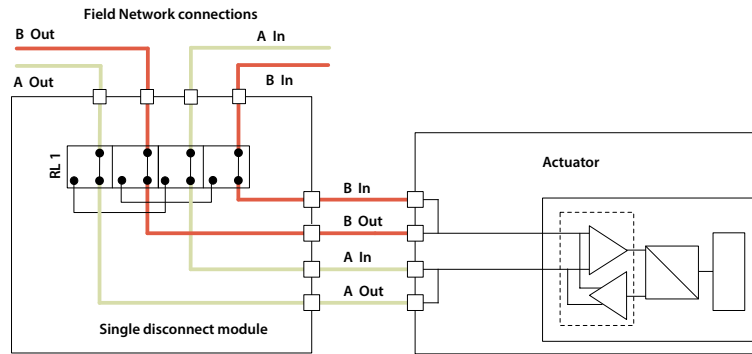 Field Network connections
B Out
A In
A Out
B In
RL 1
Actuator
B In
B Out
A In
A Out
Single disconnect module